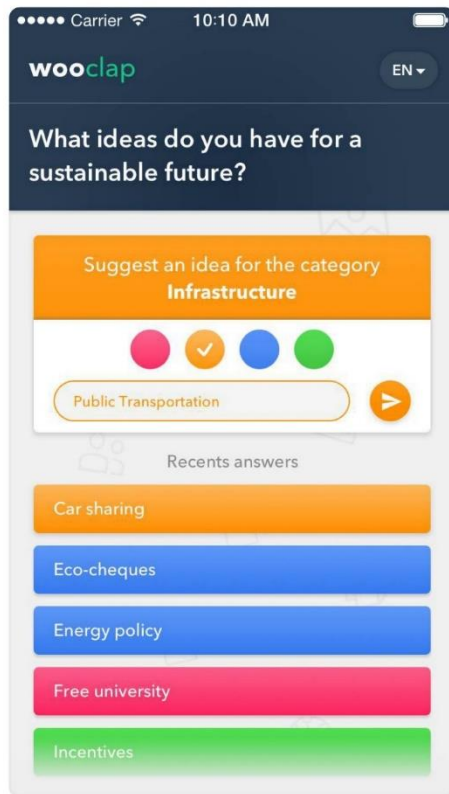 Carrier 10:10 AM
wooclap
EN
What ideas do you have for a
sustainable future?
Suggest an idea for the category
Infrastructure
Public Transportation
Recents answers
Car sharing
Eco-cheques
Energy policy
Free university
Incentives